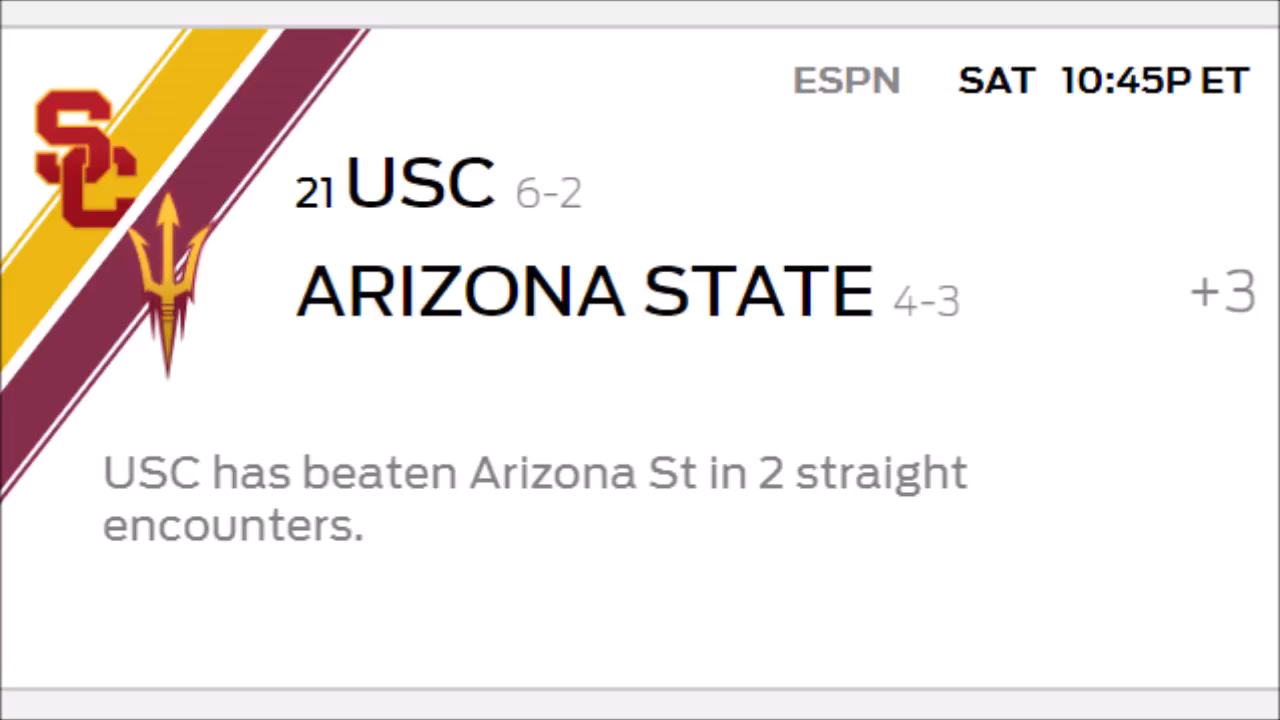 ESPN SAT 10:45P ET
SC
21 USC 6-2
ARIZONA STATE 4-3 +3
USC has beaten Arizona St in 2 straight
encounters.